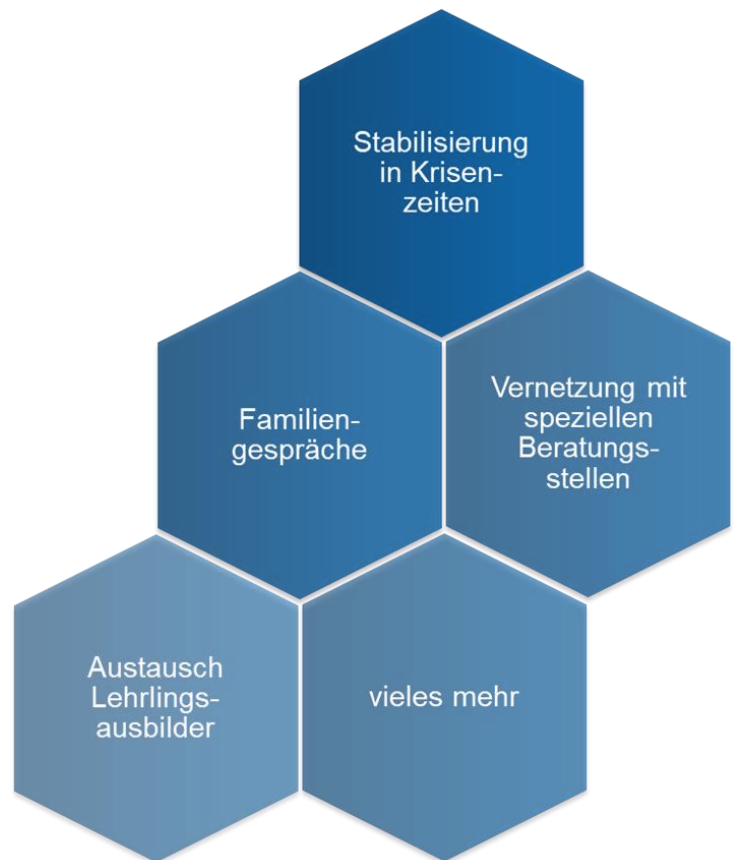 Stabilisierung
in Krisen-
zeiten
Familien-
gespräche
Vernetzung mit
speziellen
Beratungs-
stellen
Austausch
Lehrlings-
ausbilder
vieles mehr